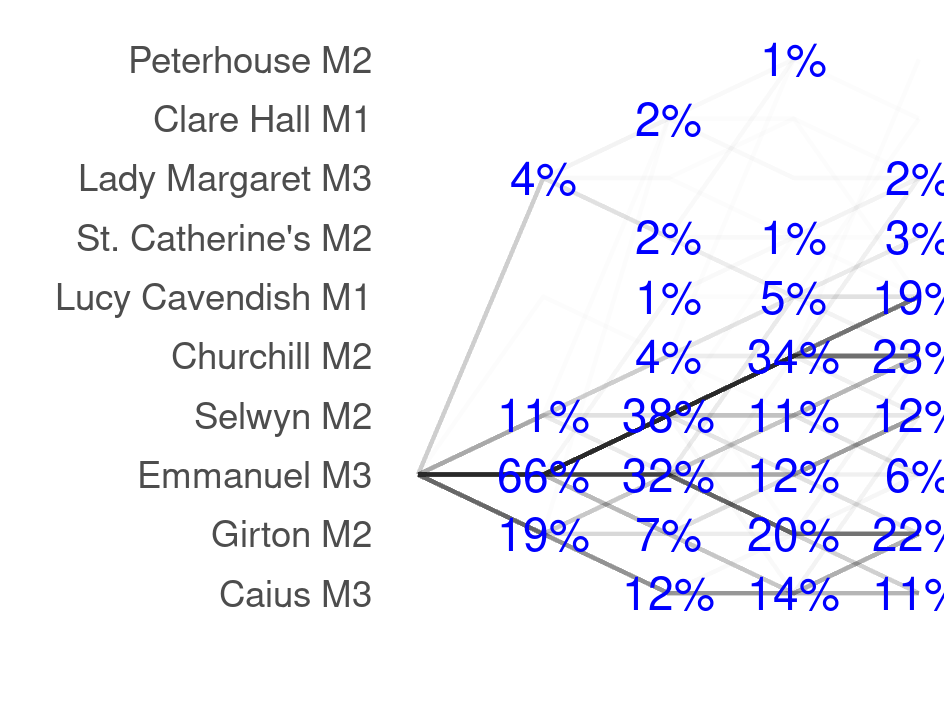 Peterhouse M2 1%
Clare Hall M1 2%
Lady Margaret M3 4% 2%
St. Catherine's M2 2% 1% 3%
Lucy Cavendish M1 1% 5% 19%
Churchill M2 4% 34% 23%
Selwyn M2 11% 38% 11% 12%
Emmanuel M3 66% 32% 12% 6%
Girton M2 19% 7% 20% 22%
Caius M3 12% 14% 11%